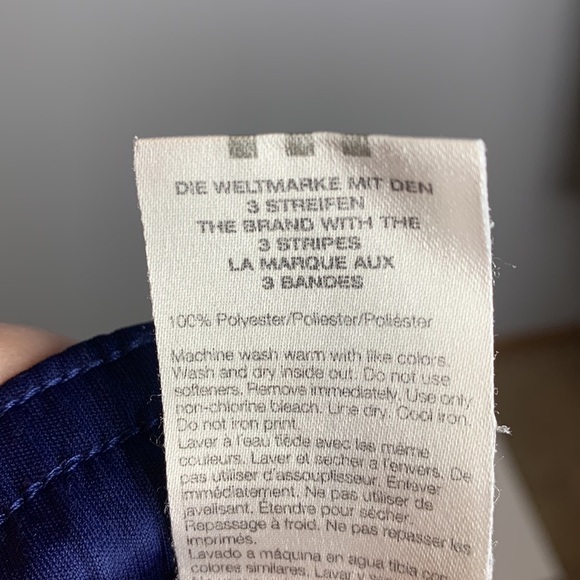 DIE WELTMARKE MIT DEN
3 STREIFEN
THE BRAND WITH THE
3 STRIPES
LA MARQUE AUX
3 BANDES
100% Polyester/Poliester/Poliéster
Machine wash warm with like colors.
Wash and dry inside out. Do not use
softeners. Remove immediately. Use only
non-chlorine bleach. Line dry. Cool iron.
Do not iron print.
Laver à l'eau tiède avec les même
couleurs. Laver et sécher a l'envers. De
pas utiliser d'assouplisseur. Enlever
immédiatement. Ne pas utiliser de
javelisant. Étendre pour sécher.
Repassage à froid. Ne pas repasser les
imprimés.
Lavado a máquina en agua tibia con
colores similares. Lavar y